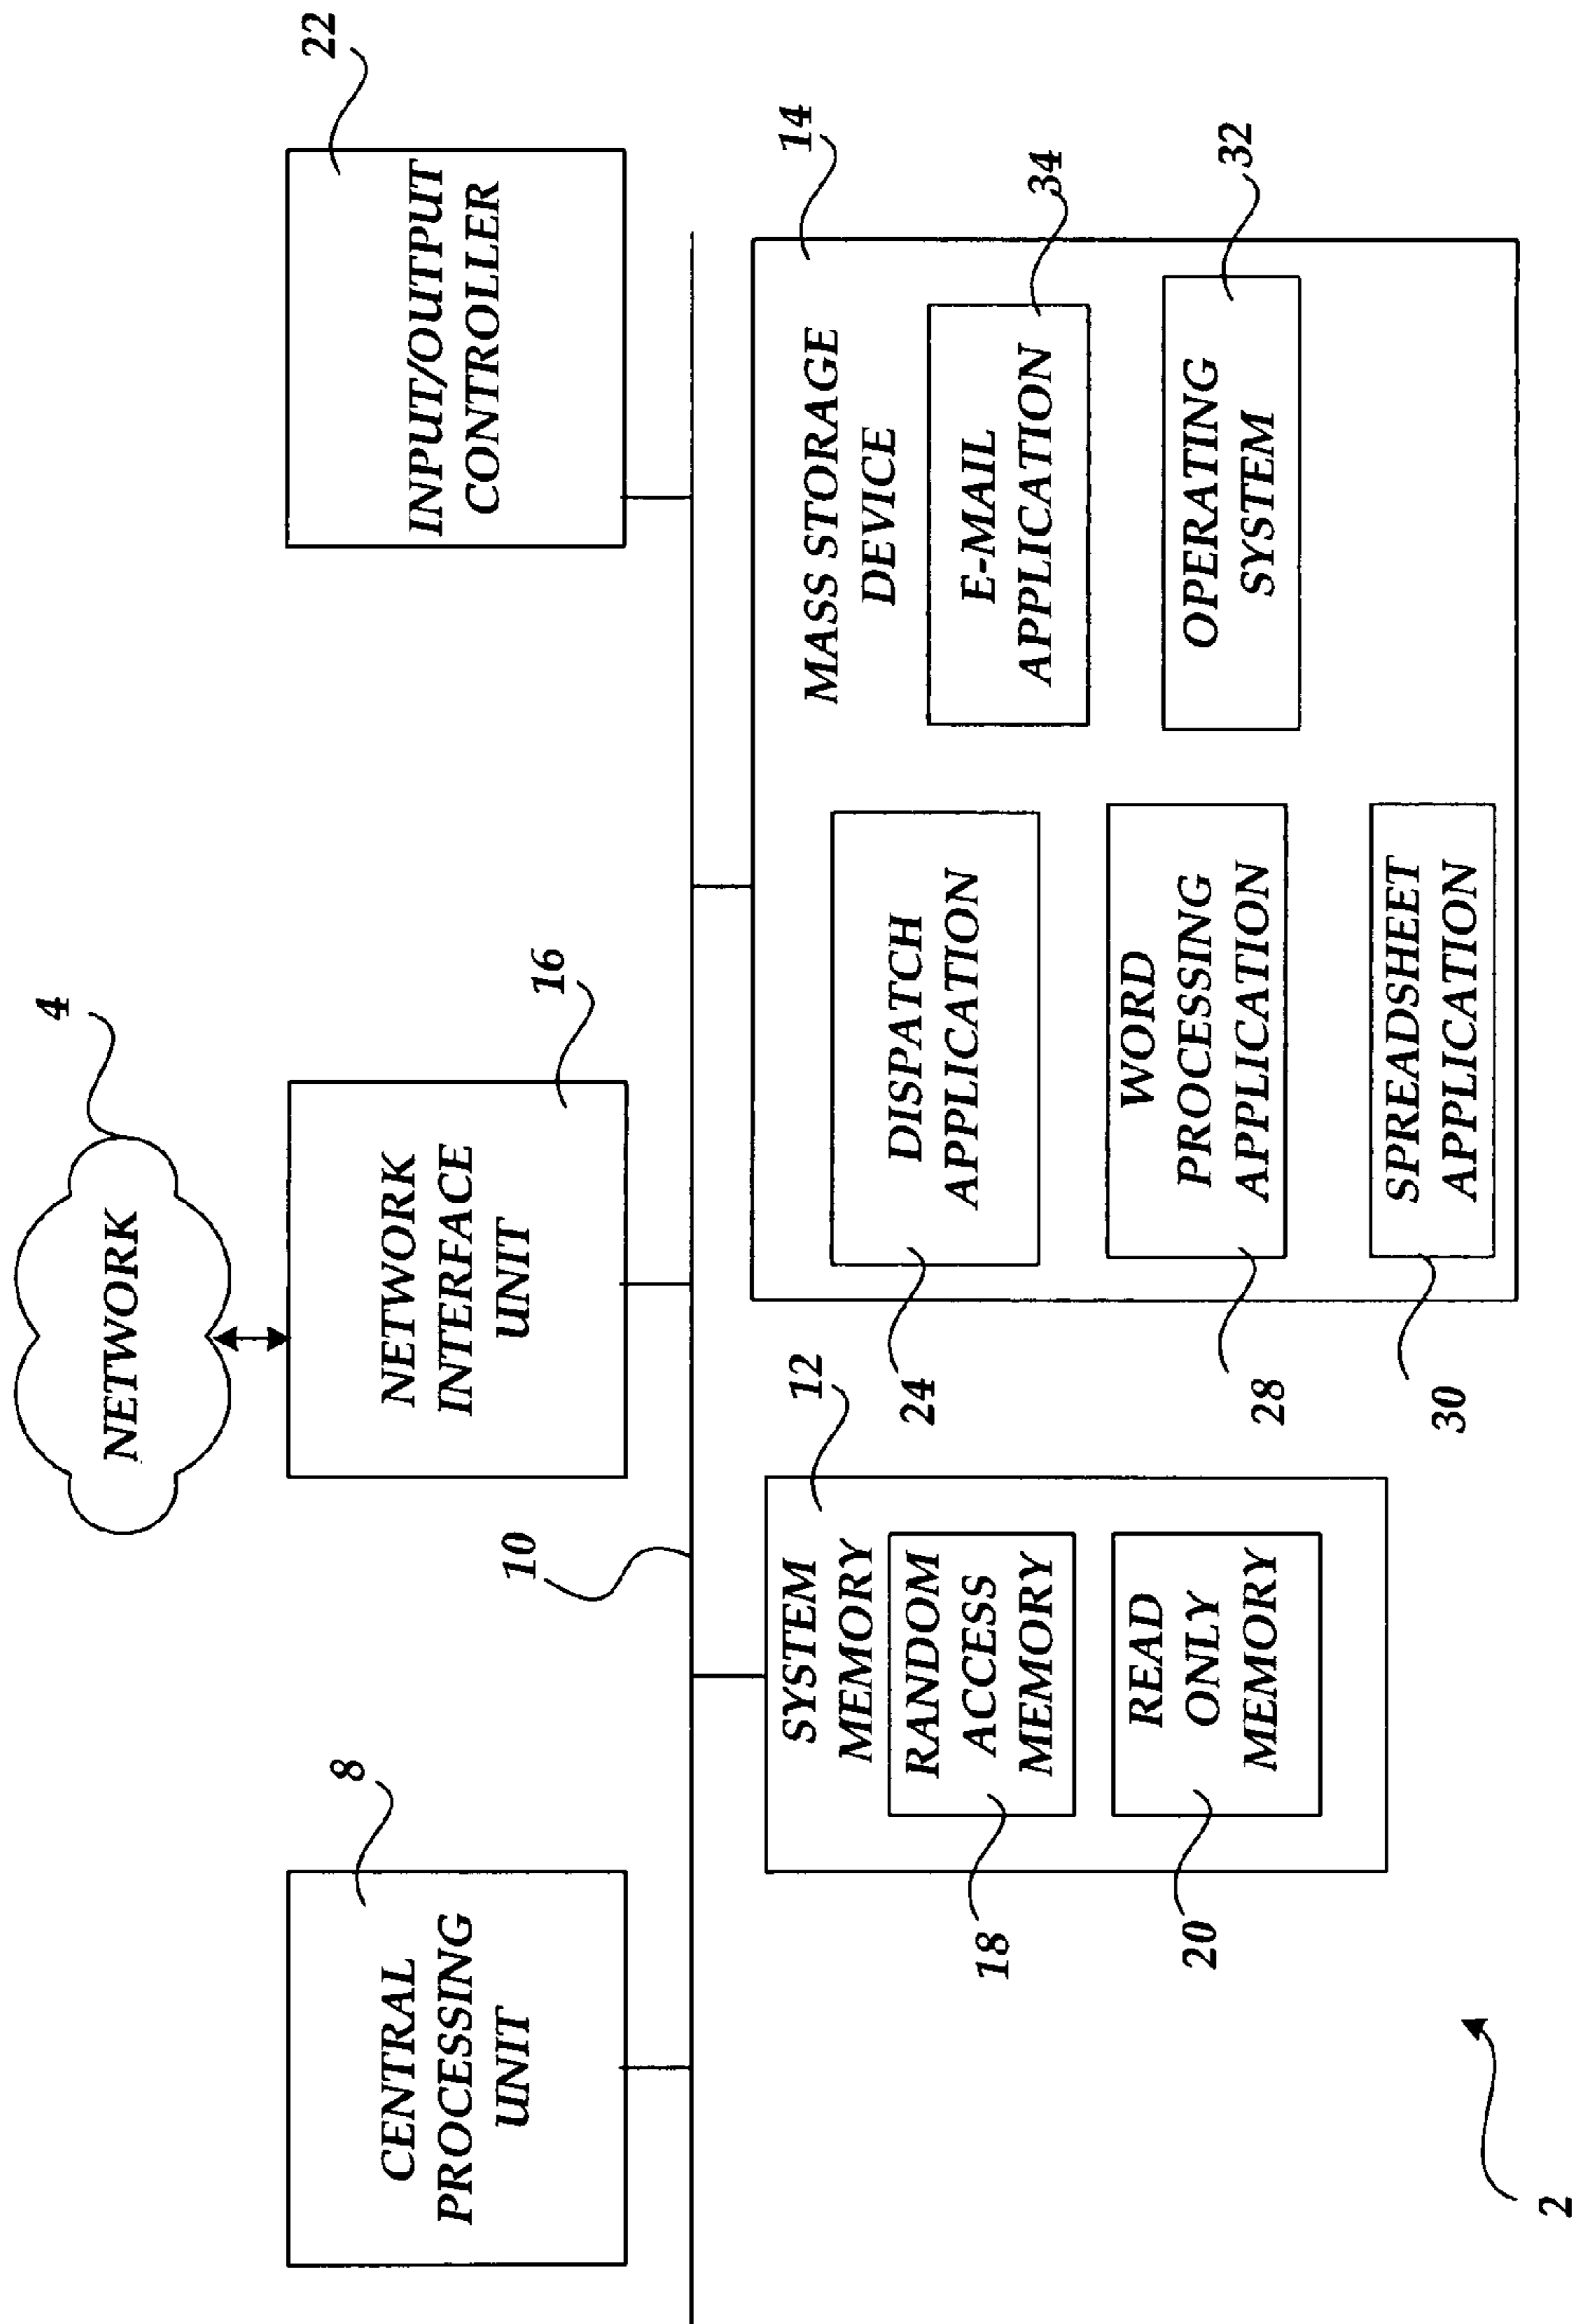 4
NETWORK
8
CENTRAL
PROCESSING
UNIT
NETWORK
INTERFACE
UNIT
16
22
INPUT/OUTPUT
CONTROLLER
10
12
SYSTEM
MEMORY
RANDOM
ACCESS
MEMORY
18
READ
ONLY
MEMORY
20
14
MASS STORAGE
DEVICE
DISPATCH
APPLICATION
24
E-MAIL
APPLICATION
34
WORD
PROCESSING
APPLICATION
28
OPERATING
SYSTEM
32
SPREADSHEET
APPLICATION
30
2